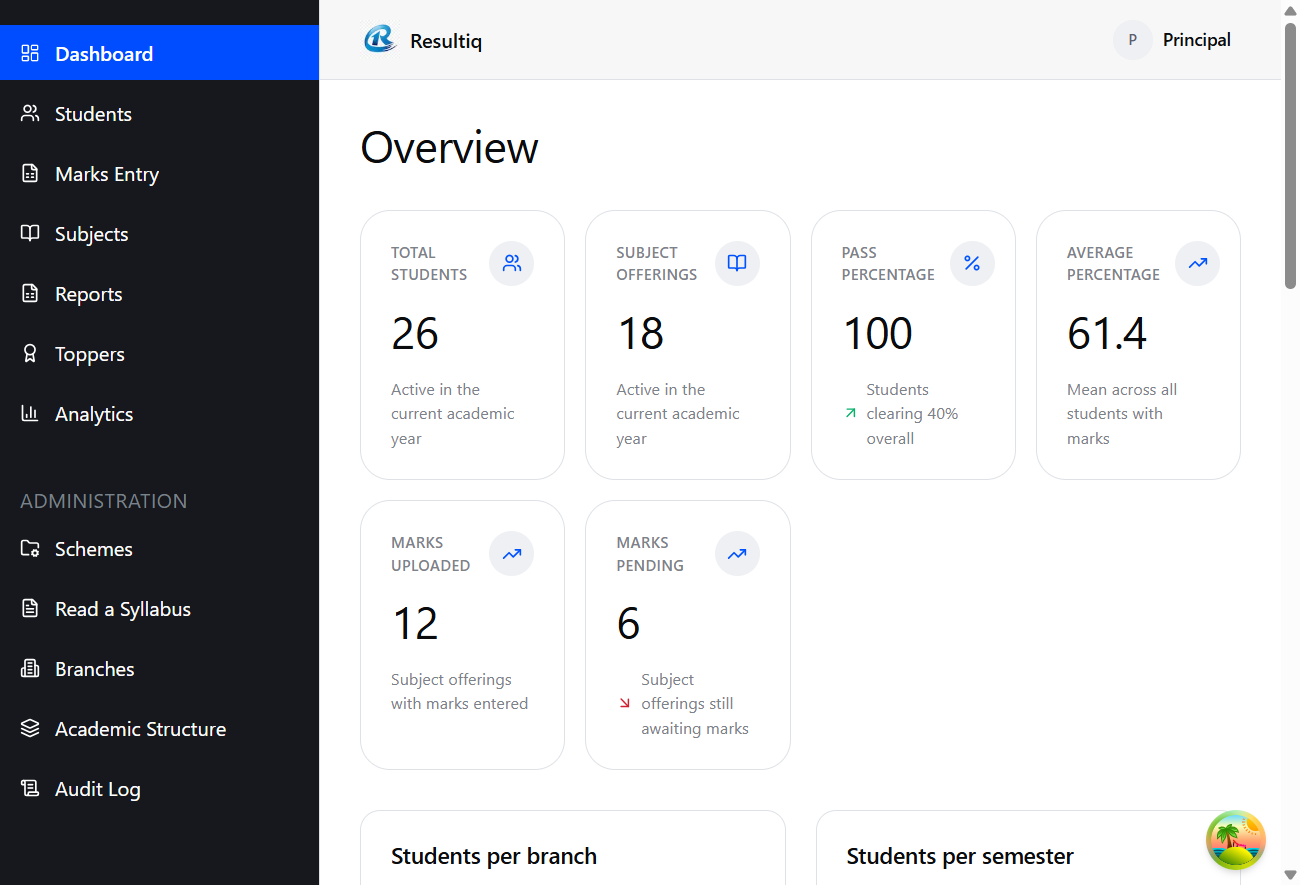 Dashboard
Students
Marks Entry
Subjects
Reports
Toppers
Analytics
ADMINISTRATION
Schemes
Read a Syllabus
Branches
Academic Structure
Audit Log
Resultiq
P
Principal
Overview
TOTAL
STUDENTS
26
Active in the
current academic
year
SUBJECT
OFFERINGS
18
Active in the
current academic
year
PASS
PERCENTAGE
%
100
Students
clearing 40%
overall
AVERAGE
PERCENTAGE
61.4
Mean across all
students with
marks
MARKS
UPLOADED
12
Subject offerings
with marks entered
MARKS
PENDING
6
Subject
offerings still
awaiting marks
Students per branch
Students per semester